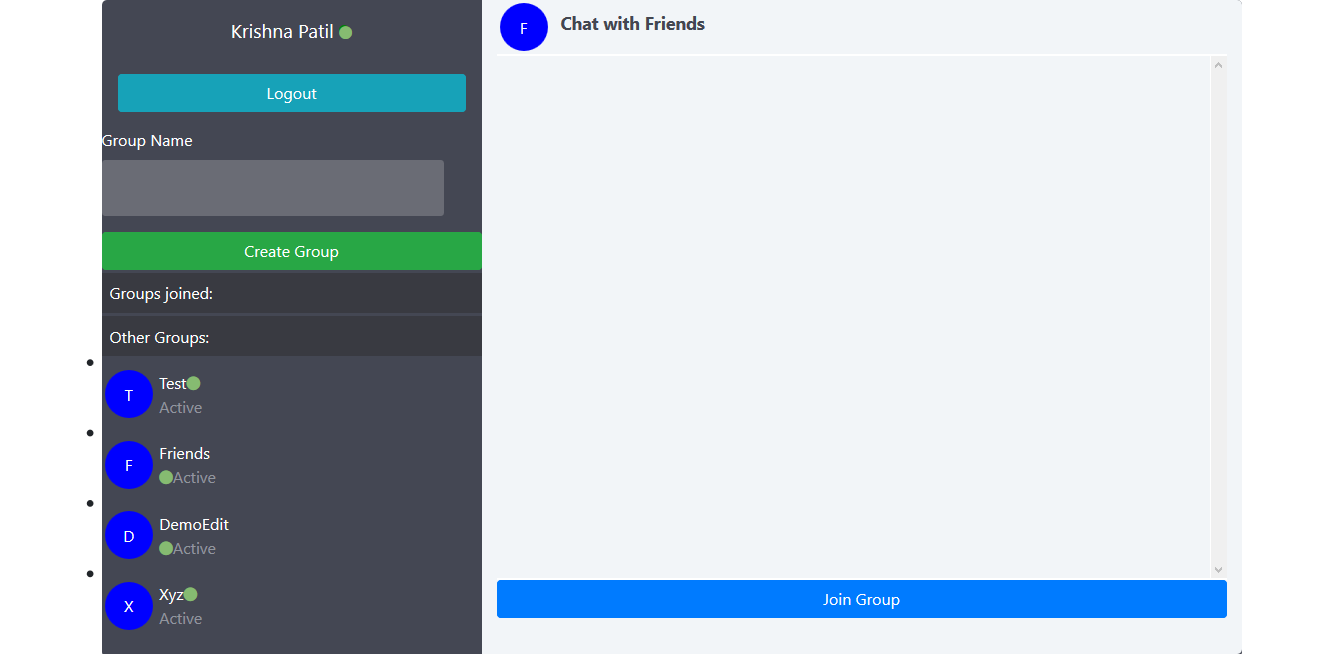 Krishna Patil
Logout
Group Name
Create Group
Groups joined:
Other Groups:
T
Test
Active
F
Friends
Active
D
DemoEdit
Active
X
Xyz
Active
F
Chat with Friends
Join Group